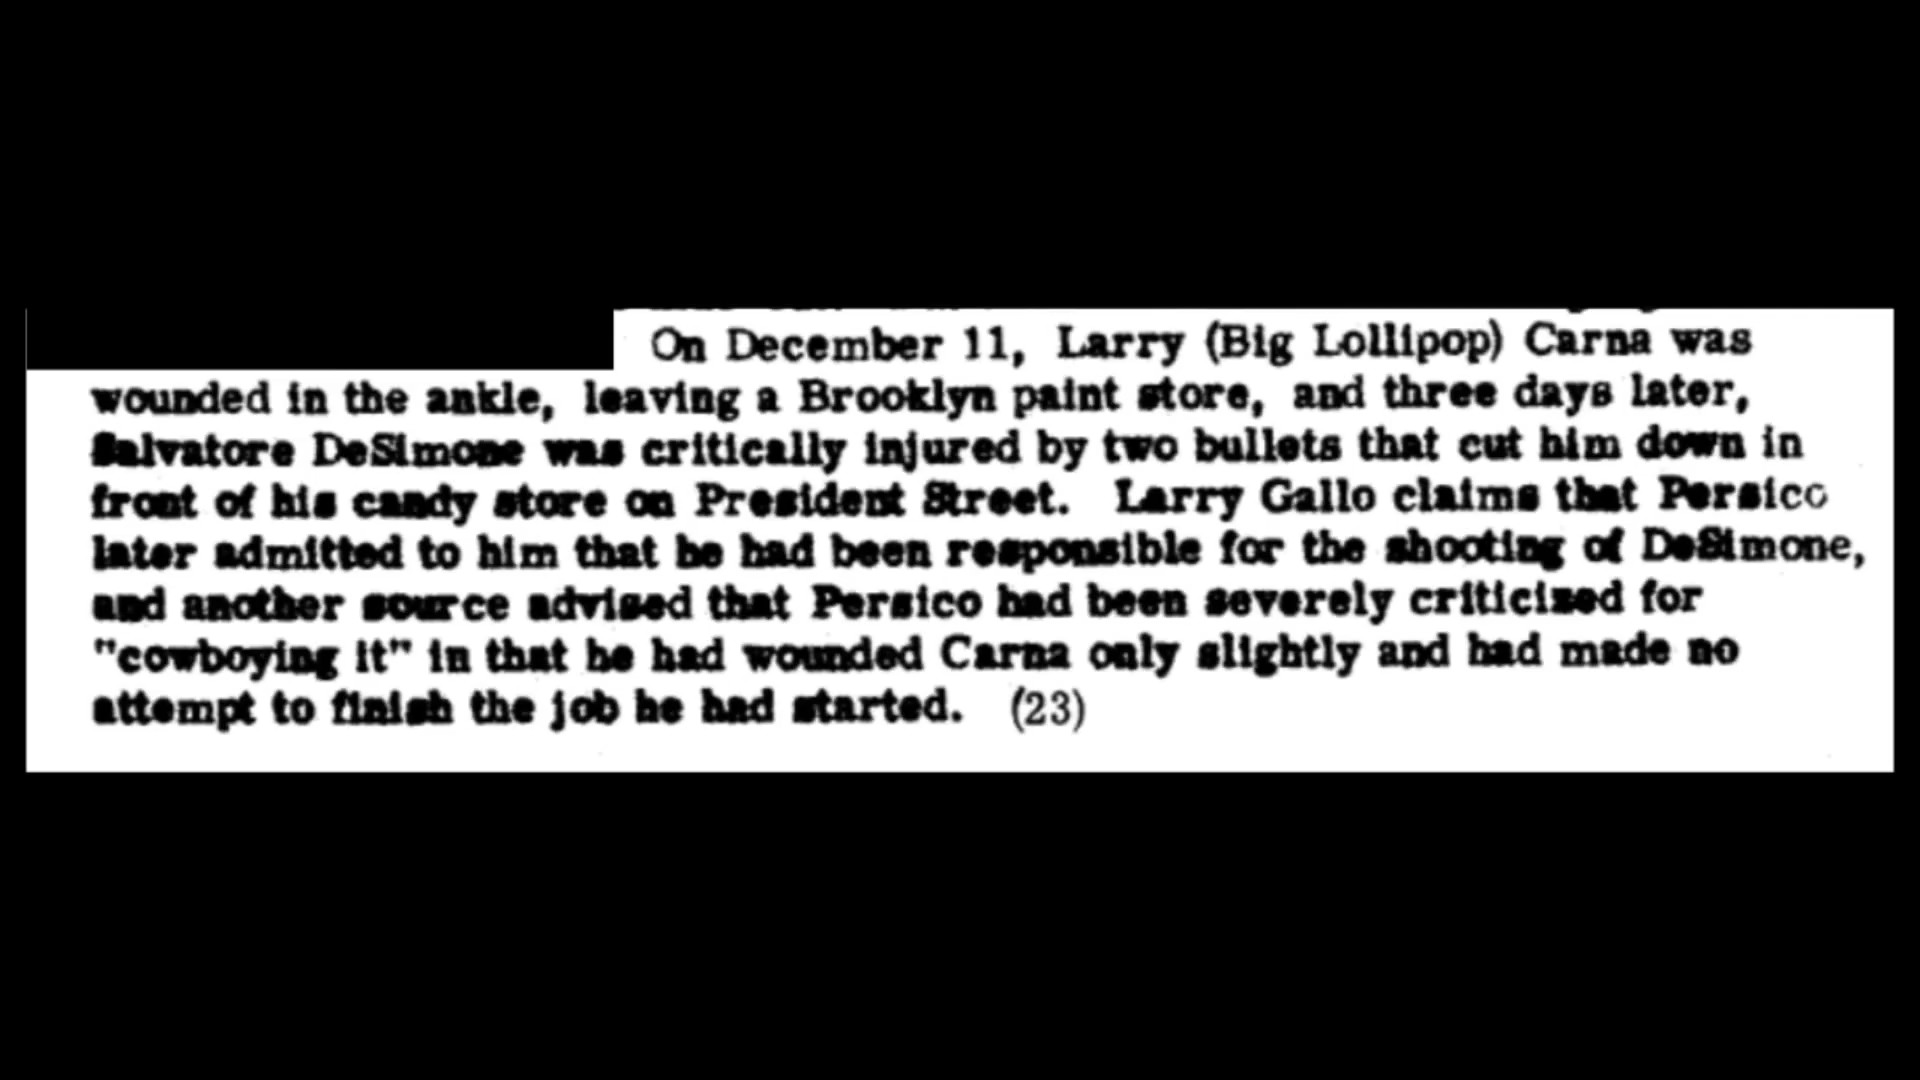 On December 11, Larry (Big Lollipop) Carna was
wounded in the ankle, leaving a Brooklyn paint store, and three days later,
Salvatore DeSimone was critically injured by two bullets that cut him down in
front of his candy store on President Street. Larry Gallo claims that Persico
later admitted to him that he had been responsible for the shooting of DeSimone,
and another source advised that Persico had been severely criticized for
"cowboying it" in that he had wounded Carna only slightly and had made no
attempt to finish the job he had started. (23)